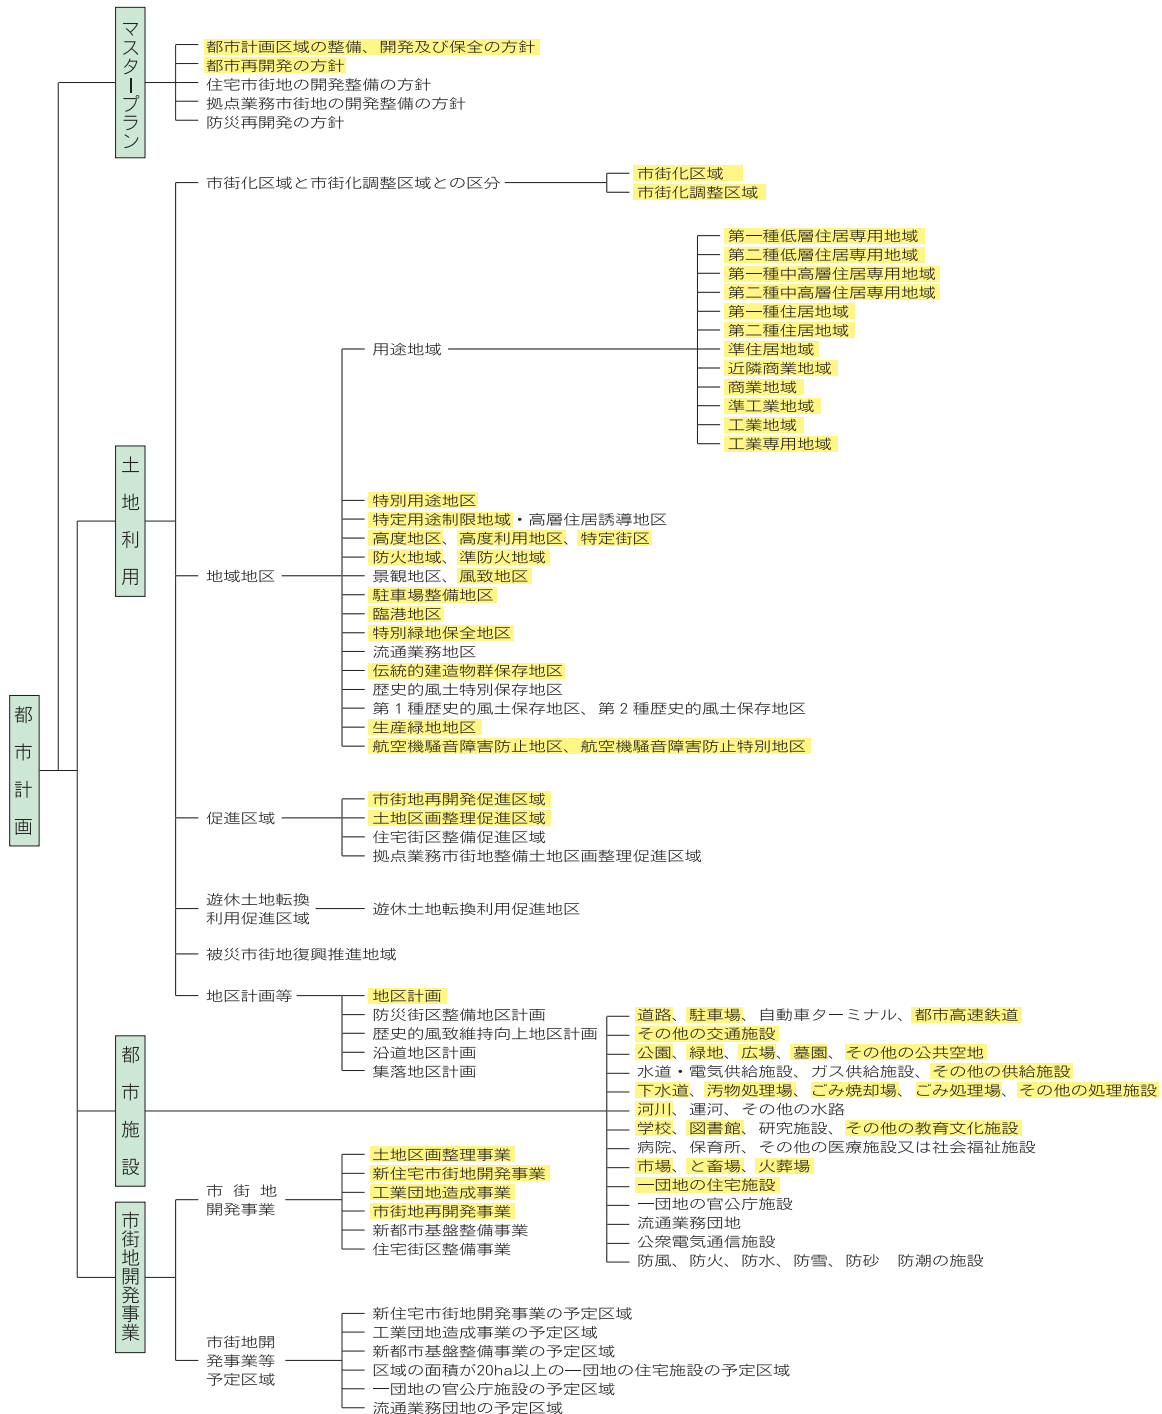 都市計画
マスタープラン
都市計画区域の整備、開発及び保全の方針
都市再開発の方針
住宅市街地の開発整備の方針
拠点業務市街地の開発整備の方針
防災再開発の方針
土地利用
市街化区域と市街化調整区域との区分
市街化区域
市街化調整区域
地域地区
用途地域
第一種低層住居専用地域
第二種低層住居専用地域
第一種中高層住居専用地域
第二種中高層住居専用地域
第一種住居地域
第二種住居地域
準住居地域
近隣商業地域
商業地域
準工業地域
工業地域
工業専用地域
特別用途地区
特定用途制限地域・高層住居誘導地区
高度地区、高度利用地区、特定街区
防火地域、準防火地域
景観地区、風致地区
駐車場整備地区
臨港地区
特別緑地保全地区
流通業務地区
伝統的建造物群保存地区
歴史的風土特別保存地区
第1種歴史的風土保存地区、第2種歴史的風土保存地区
生産緑地地区
航空機騒音障害防止地区、航空機騒音障害防止特別地区
促進区域
市街地再開発促進区域
土地区画整理促進区域
住宅街区整備促進区域
拠点業務市街地整備土地区画整理促進区域
遊休土地転換
利用促進区域
遊休土地転換利用促進地区
被災市街地復興推進地域
地区計画等
地区計画
防災街区整備地区計画
歴史的風致維持向上地区計画
沿道地区計画
集落地区計画
都市施設
道路、駐車場、自動車ターミナル、都市高速鉄道
その他の交通施設
公園、緑地、広場、墓園、その他の公共空地
水道・電気供給施設、ガス供給施設、その他の供給施設
下水道、汚物処理場、ごみ焼却場、ごみ処理場、その他の処理施設
河川、運河、その他の水路
学校、図書館、研究施設、その他の教育文化施設
病院、保育所、その他の医療施設又は社会福祉施設
市場、と畜場、火葬場
一団地の住宅施設
一団地の官公庁施設
流通業務団地
公衆電気通信施設
防風、防火、防水、防雪、防砂　防潮の施設
市街地開発事業
市街地
開発事業
土地区画整理事業
新住宅市街地開発事業
工業団地造成事業
市街地再開発事業
新都市基盤整備事業
住宅街区整備事業
市街地開
発事業等
予定区域
新住宅市街地開発事業の予定区域
工業団地造成事業の予定区域
新都市基盤整備事業の予定区域
区域の面積が20ha以上の一団地の住宅施設の予定区域
一団地の官公庁施設の予定区域
流通業務団地の予定区域